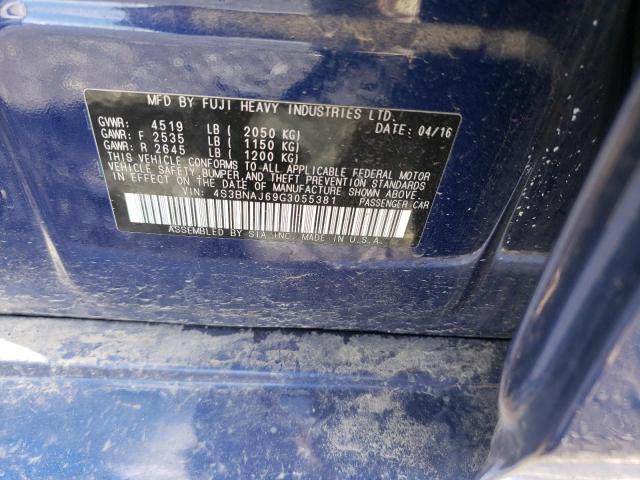 MFD BY FUJI HEAVY INDUSTRIES LTD.
GVWR: 4519 LB ( 2050 KG) DATE: 04/16
GAWR: F 2535 LB ( 1150 KG)
GAWR: R 2645 LB ( 1200 KG)
THIS VEHICLE CONFORMS TO ALL APPLICABLE FEDERAL MOTOR
VEHICLE SAFETY, BUMPER, AND THEFT PREVENTION STANDARDS
IN EFFECT ON THE DATE OF MANUFACTURE SHOWN ABOVE.
VIN: 4S3BNAJ69G3055381 PASSENGER CAR
ASSEMBLED BY SIA INC. MADE IN U.S.A.